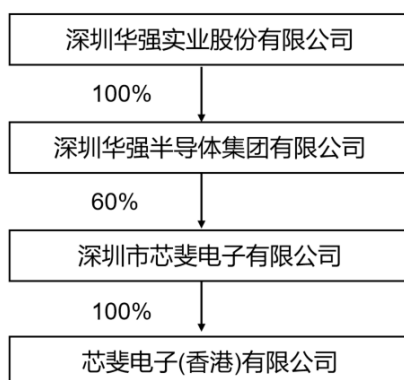 深圳华强实业股份有限公司
100%
深圳华强半导体集团有限公司
60%
深圳市芯斐电子有限公司
100%
芯斐电子(香港)有限公司